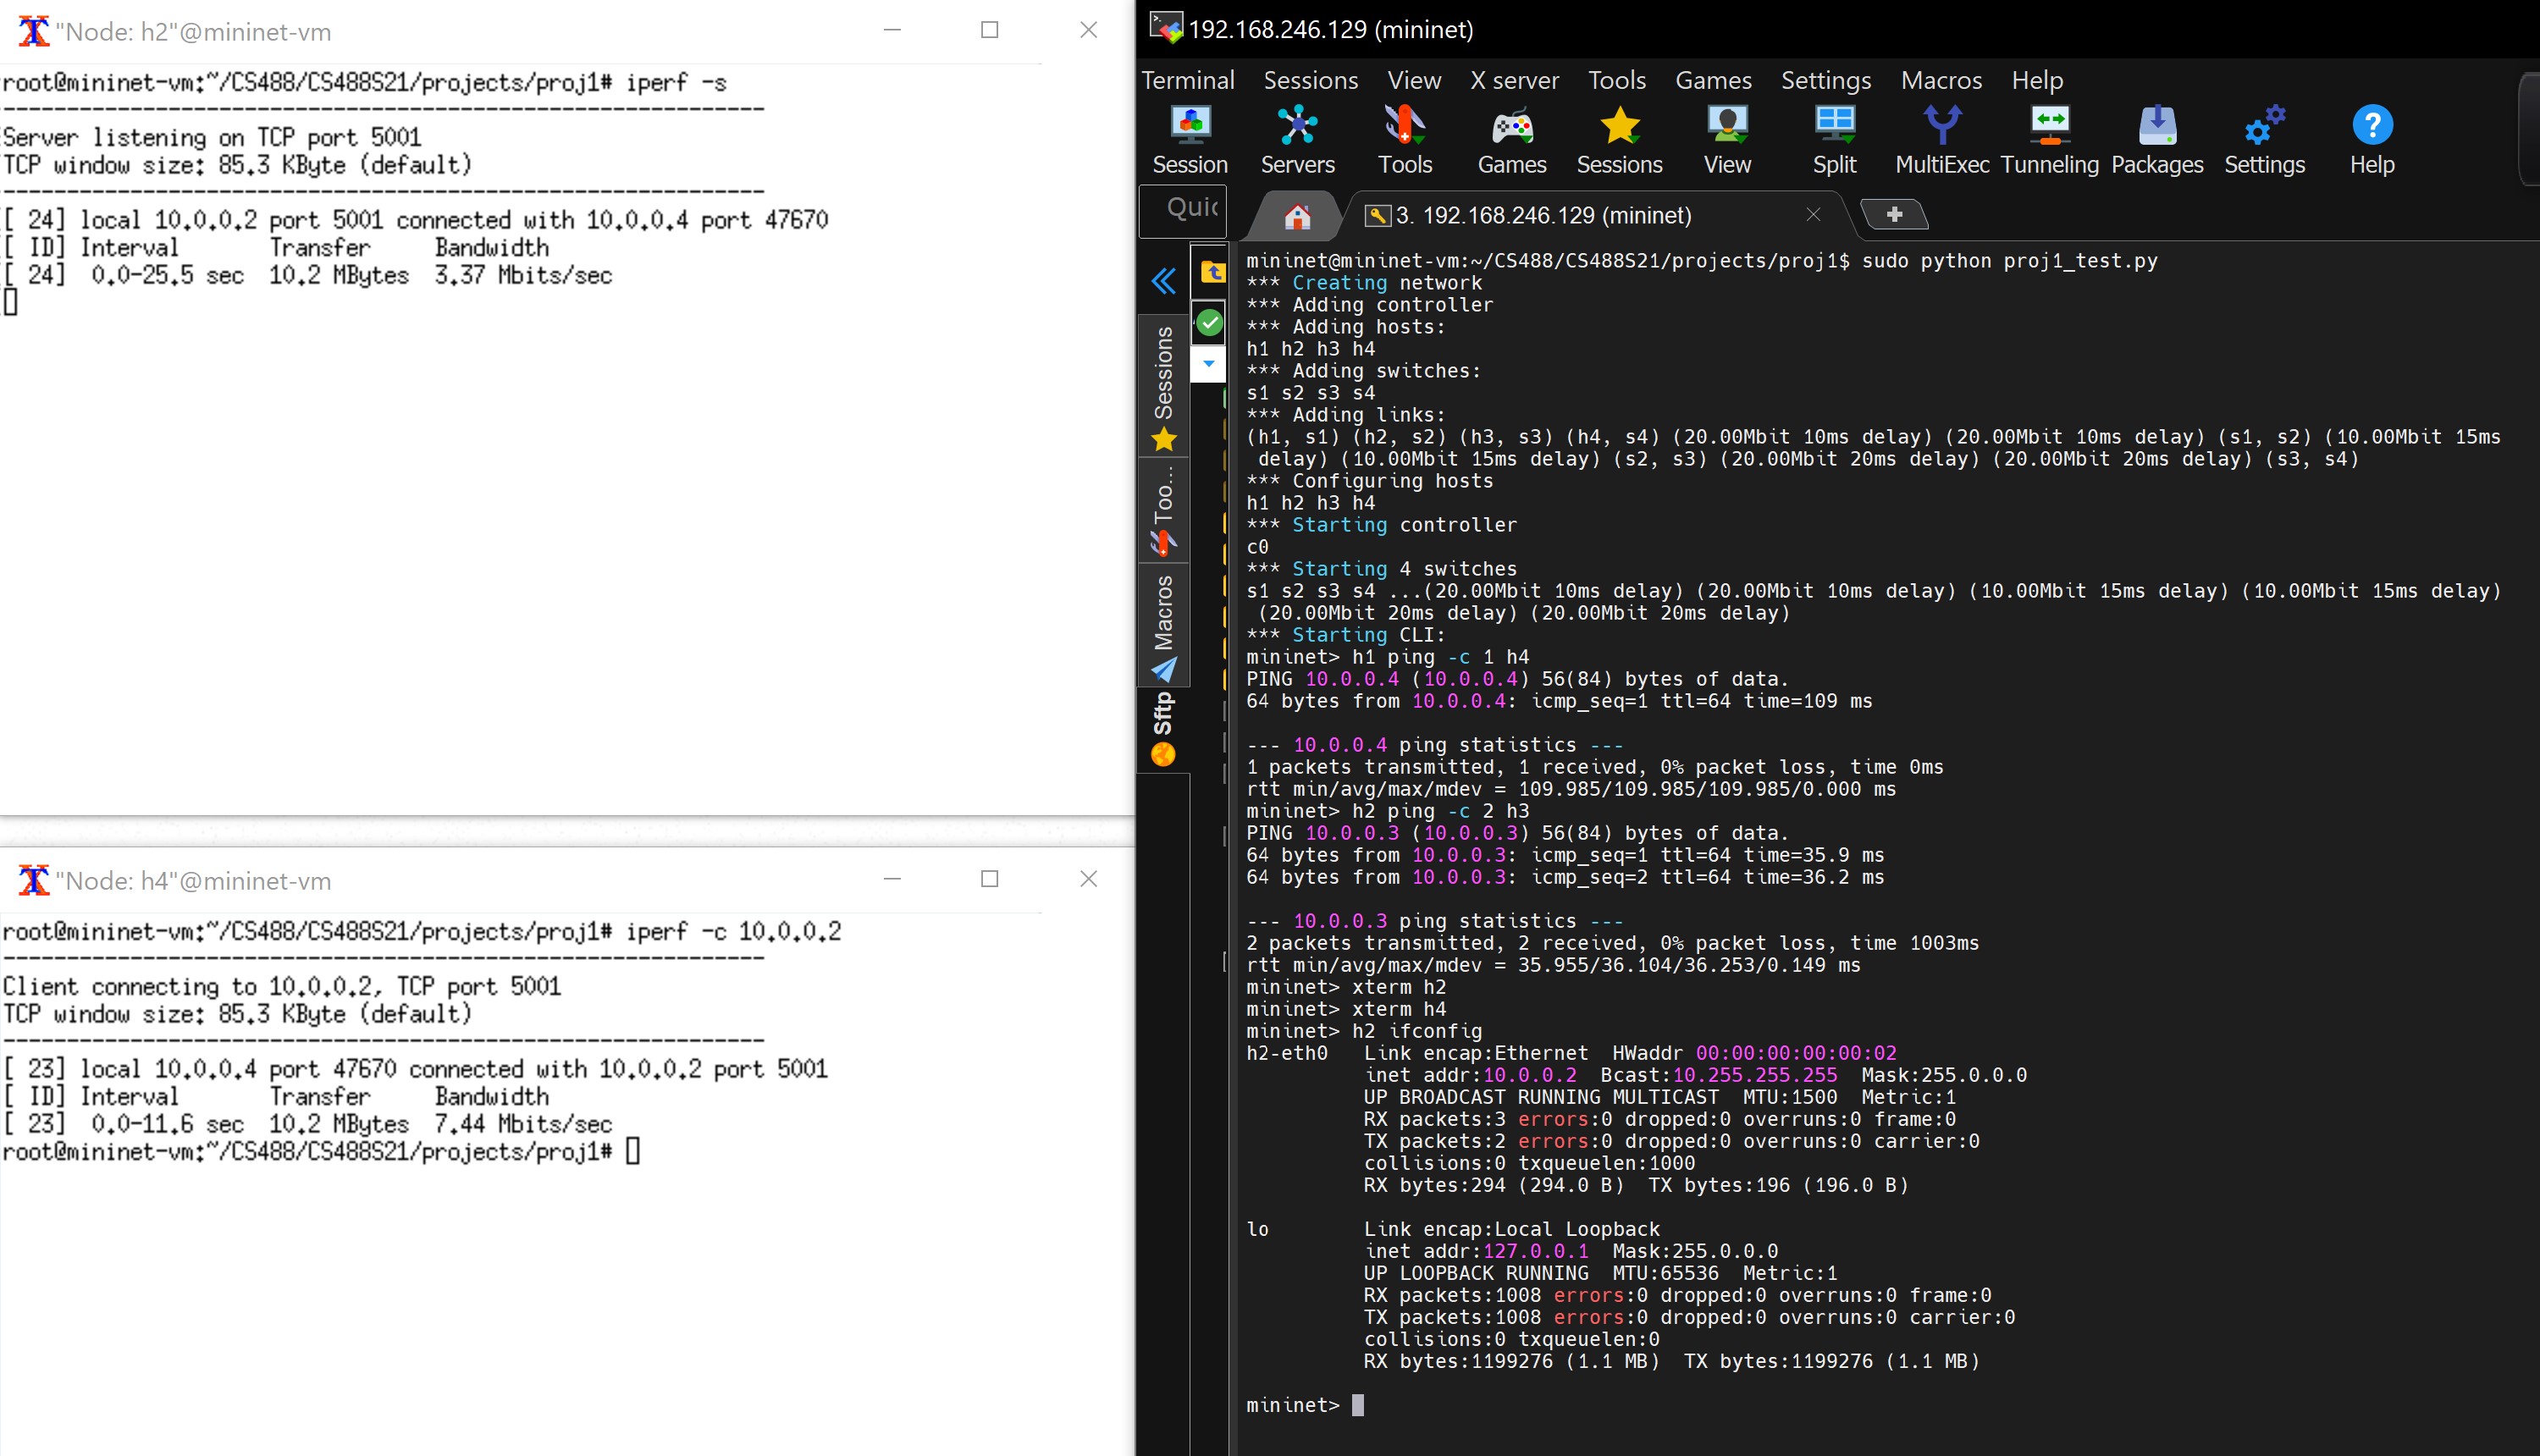 "Node: h2"@mininet-vm
root@mininet-vm:~/CS488/CS488S21/projects/proj1# iperf -s
------------------------------------------------------------
Server listening on TCP port 5001
TCP window size: 85.3 KByte (default)
------------------------------------------------------------
[ 24] local 10.0.0.2 port 5001 connected with 10.0.0.4 port 47670
[ ID] Interval       Transfer     Bandwidth
[ 24]  0.0-25.5 sec  10.2 MBytes  3.37 Mbits/sec
"Node: h4"@mininet-vm
root@mininet-vm:~/CS488/CS488S21/projects/proj1# iperf -c 10.0.0.2
------------------------------------------------------------
Client connecting to 10.0.0.2, TCP port 5001
TCP window size: 85.3 KByte (default)
------------------------------------------------------------
[ 23] local 10.0.0.4 port 47670 connected with 10.0.0.2 port 5001
[ ID] Interval       Transfer     Bandwidth
[ 23]  0.0-11.6 sec  10.2 MBytes  7.44 Mbits/sec
root@mininet-vm:~/CS488/CS488S21/projects/proj1#
192.168.246.129 (mininet)
Terminal Sessions View X server Tools Games Settings Macros Help
Session Servers Tools Games Sessions View Split MultiExec Tunneling Packages Settings Help
3. 192.168.246.129 (mininet)
Sessions
Too...
Macros
Sftp
mininet@mininet-vm:~/CS488/CS488S21/projects/proj1$ sudo python proj1_test.py
*** Creating network
*** Adding controller
*** Adding hosts:
h1 h2 h3 h4
*** Adding switches:
s1 s2 s3 s4
*** Adding links:
(h1, s1) (h2, s2) (h3, s3) (h4, s4) (20.00Mbit 10ms delay) (20.00Mbit 10ms delay) (s1, s2) (10.00Mbit 15ms
 delay) (10.00Mbit 15ms delay) (s2, s3) (20.00Mbit 20ms delay) (20.00Mbit 20ms delay) (s3, s4)
*** Configuring hosts
h1 h2 h3 h4
*** Starting controller
c0
*** Starting 4 switches
s1 s2 s3 s4 ...(20.00Mbit 10ms delay) (20.00Mbit 10ms delay) (10.00Mbit 15ms delay) (10.00Mbit 15ms delay)
 (20.00Mbit 20ms delay) (20.00Mbit 20ms delay)
*** Starting CLI:
mininet> h1 ping -c 1 h4
PING 10.0.0.4 (10.0.0.4) 56(84) bytes of data.
64 bytes from 10.0.0.4: icmp_seq=1 ttl=64 time=109 ms
--- 10.0.0.4 ping statistics ---
1 packets transmitted, 1 received, 0% packet loss, time 0ms
rtt min/avg/max/mdev = 109.985/109.985/109.985/0.000 ms
mininet> h2 ping -c 2 h3
PING 10.0.0.3 (10.0.0.3) 56(84) bytes of data.
64 bytes from 10.0.0.3: icmp_seq=1 ttl=64 time=35.9 ms
64 bytes from 10.0.0.3: icmp_seq=2 ttl=64 time=36.2 ms
--- 10.0.0.3 ping statistics ---
2 packets transmitted, 2 received, 0% packet loss, time 1003ms
rtt min/avg/max/mdev = 35.955/36.104/36.253/0.149 ms
mininet> xterm h2
mininet> xterm h4
mininet> h2 ifconfig
h2-eth0   Link encap:Ethernet  HWaddr 00:00:00:00:00:02
          inet addr:10.0.0.2  Bcast:10.255.255.255  Mask:255.0.0.0
          UP BROADCAST RUNNING MULTICAST  MTU:1500  Metric:1
          RX packets:3 errors:0 dropped:0 overruns:0 frame:0
          TX packets:2 errors:0 dropped:0 overruns:0 carrier:0
          collisions:0 txqueuelen:1000
          RX bytes:294 (294.0 B)  TX bytes:196 (196.0 B)
lo        Link encap:Local Loopback
          inet addr:127.0.0.1  Mask:255.0.0.0
          UP LOOPBACK RUNNING  MTU:65536  Metric:1
          RX packets:1008 errors:0 dropped:0 overruns:0 frame:0
          TX packets:1008 errors:0 dropped:0 overruns:0 carrier:0
          collisions:0 txqueuelen:0
          RX bytes:1199276 (1.1 MB)  TX bytes:1199276 (1.1 MB)
mininet>